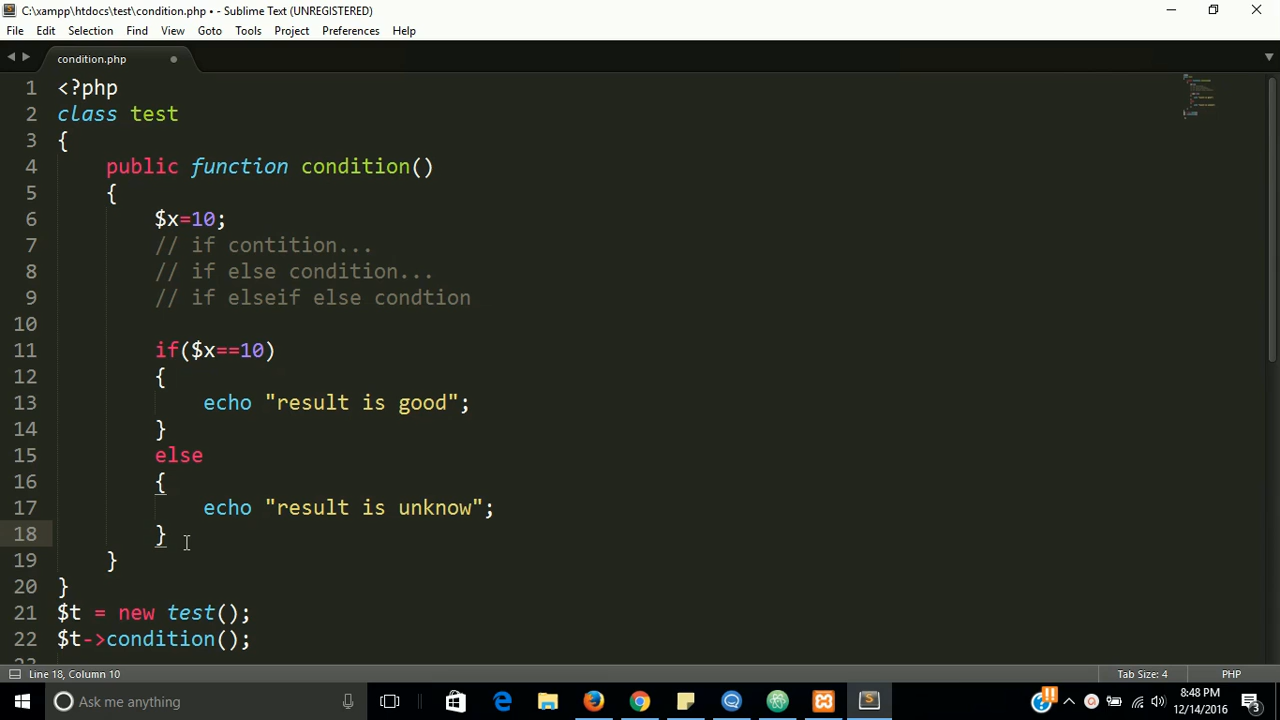 C:\xampp\htdocs\test\condition.php • - Sublime Text (UNREGISTERED)
File Edit Selection Find View Goto Tools Project Preferences Help
condition.php
1 <?php
2 class test
3 {
4 public function condition()
5 {
6 $x=10;
7 // if contition...
8 // if else condition...
9 // if elseif else condtion
10
11 if($x==10)
12 {
13 echo "result is good";
14 }
15 else
16 {
17 echo "result is unknow";
18 }
19 }
20 }
21 $t = new test();
22 $t->condition();
Line 18, Column 10 Tab Size: 4 PHP
Ask me anything 8:48 PM
12/14/2016 3